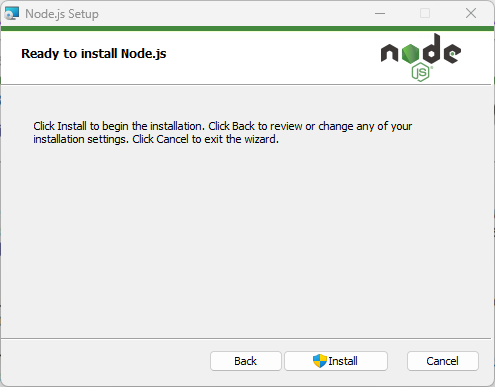 Node.js Setup
Ready to install Node.js
node
JS
Click Install to begin the installation. Click Back to review or change any of your
installation settings. Click Cancel to exit the wizard.
Back
Install
Cancel